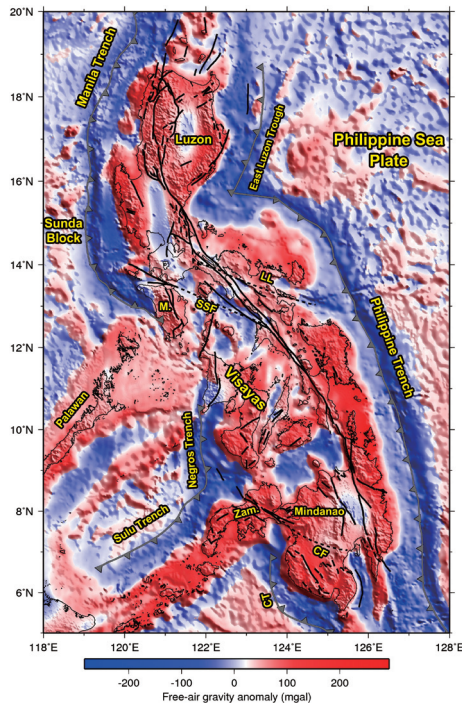 20˚N
18˚N
16˚N
14˚N
12˚N
10˚N
8˚N
6˚N
Manila Trench
Luzon
East Luzon Trough
Philippine Sea
Plate
Sunda
Block
LL
SSF
M.
Philippine Trench
Visayas
Palawan
Negros Trench
Sulu Trench
Zam.
Mindanao
CF
CT
118˚E
120˚E
122˚E
124˚E
126˚E
128˚E
-200
-100
0
100
200
Free-air gravity anomaly (mgal)